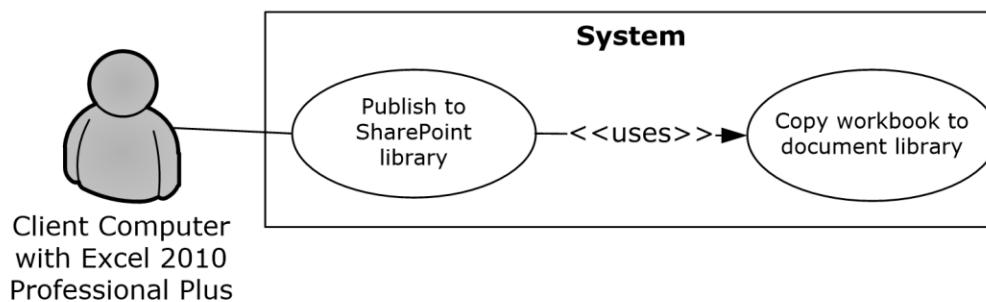 System
Publish to
SharePoint
library
<<uses>>
Copy workbook to
document library
Client Computer
with Excel 2010
Professional Plus